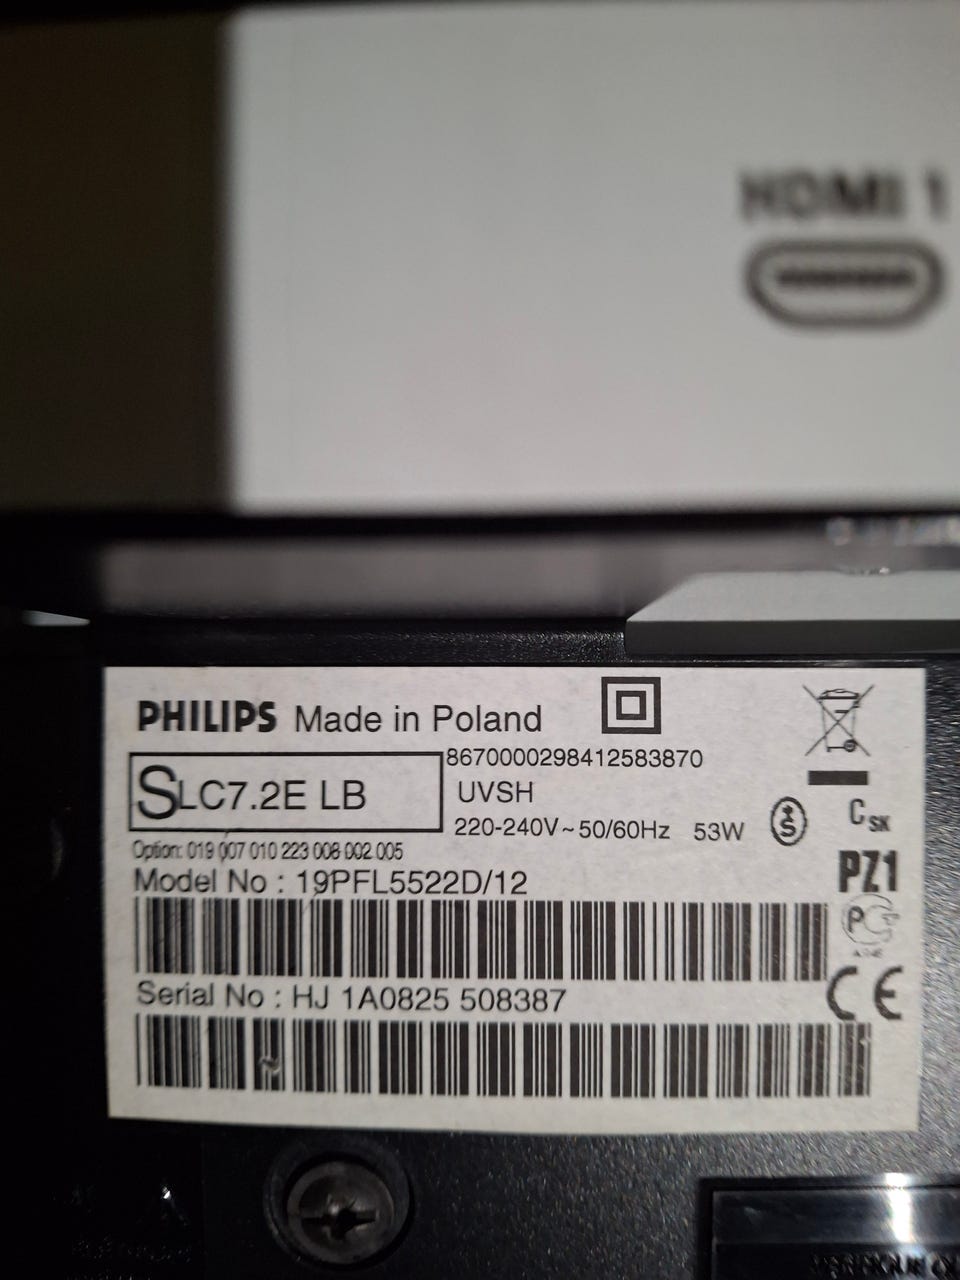 HDMI 1
PHILIPS Made in Poland
8670000298412583870
SLC7.2E LB
UVSH
220-240V~50/60Hz 53W
S
CSK
Option: 019 007 010 223 008 002 005
PZ1
Model No : 19PFL5522D/12
Serial No : HJ 1A0825 508387
CE